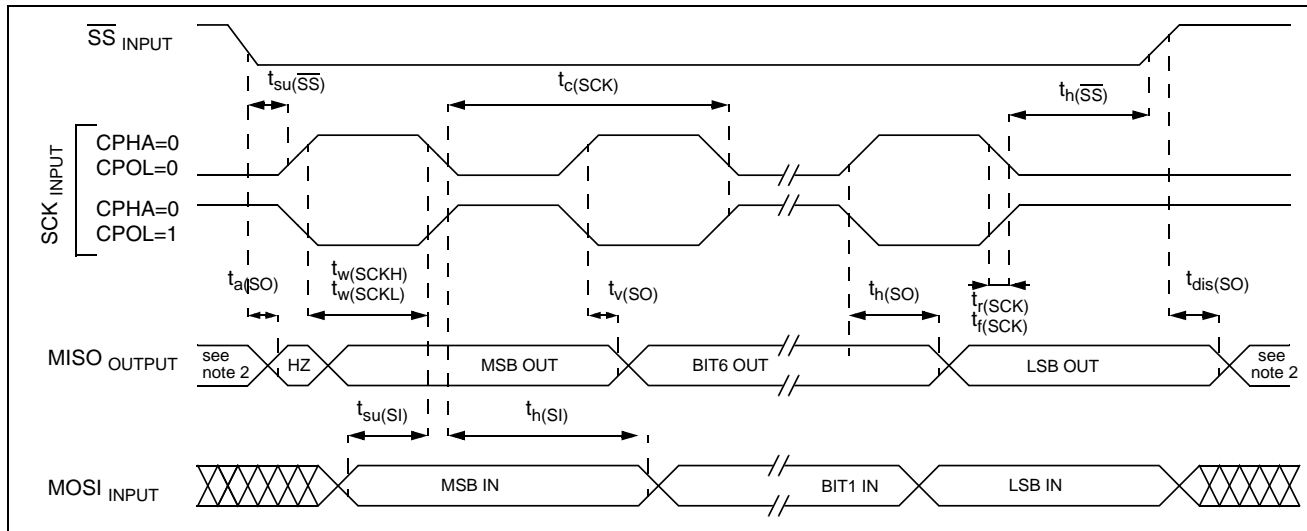 SS INPUT
tsu(SS)
tc(SCK)
th(SS)
SCK INPUT
CPHA=0
CPOL=0
CPHA=0
CPOL=1
ta(SO)
tw(SCKH)
tw(SCKL)
tv(SO)
th(SO)
tr(SCK)
tf(SCK)
tdis(SO)
MISO OUTPUT
see
note 2
HZ
MSB OUT
BIT6 OUT
LSB OUT
see
note 2
tsu(SI)
th(SI)
MOSI INPUT
MSB IN
BIT1 IN
LSB IN